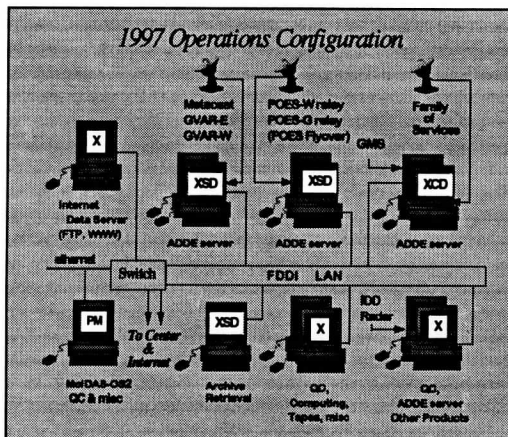 1997 Operations Configuration
Meteosat
GVAR-E
GVAR-W
POES-W relay
POES-G relay
(POES Flyover)
Family
of
Services
GMS
X
XSD
XSD
XCD
Internet
Data Server
(FTP, WWW)
ADDE server
ADDE server
ADDE server
ethernet
Switch
FDDI LAN
PM
To Center
&
Internet
XSD
X
IDD
Radar
X
McIDAS-OS2
QC & misc
Archive
Retrieval
QC,
Computing,
Tapes, misc
QC,
ADDE server
Other Products